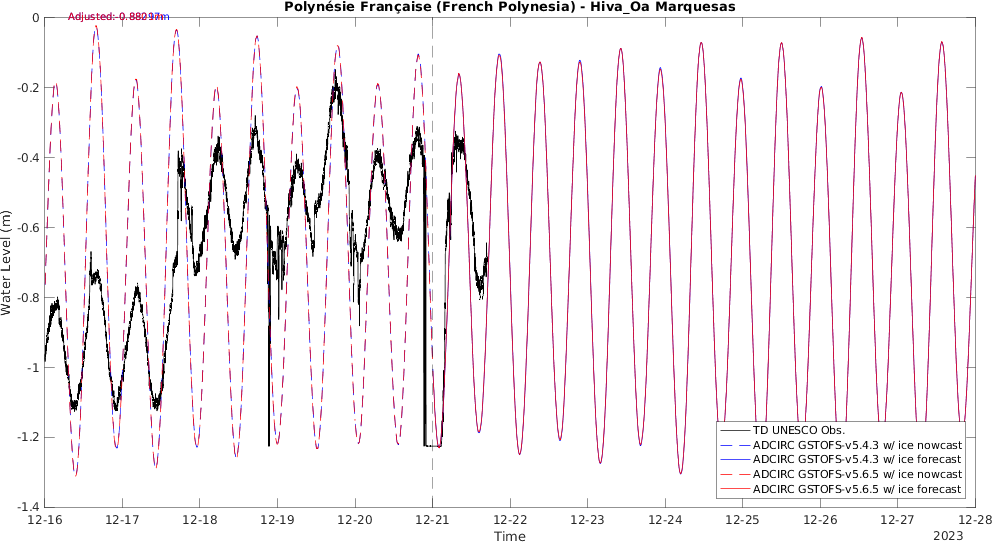 Polynésie Française (French Polynesia) - Hiva_Oa Marquesas
Adjusted:
0
-0.2
-0.4
-0.6
-0.8
-1
-1.2
-1.4
Water Level (m)
TD UNESCO Obs.
ADCIRC GSTOFS-v5.4.3 w/ ice nowcast
ADCIRC GSTOFS-v5.4.3 w/ ice forecast
ADCIRC GSTOFS-v5.6.5 w/ ice nowcast
ADCIRC GSTOFS-v5.6.5 w/ ice forecast
12-16 12-17 12-18 12-19 12-20 12-21 12-22 12-23 12-24 12-25 12-26 12-27 12-28
Time
2023